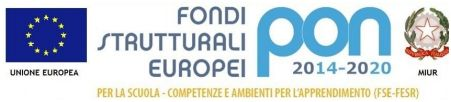 FONDI
STRUTTURALI
EUROPEI
pon
2014-2020
UNIONE EUROPEA
MIUR
PER LA SCUOLA - COMPETENZE E AMBIENTI PER L'APPRENDIMENTO (FSE-FESR)